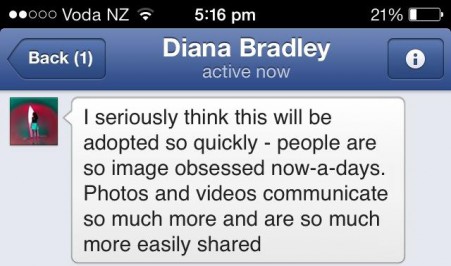 Voda NZ 5:16 pm 21%
Back (1) Diana Bradley
active now
I seriously think this will be
adopted so quickly - people are
so image obsessed now-a-days.
Photos and videos communicate
so much more and are so much
more easily shared